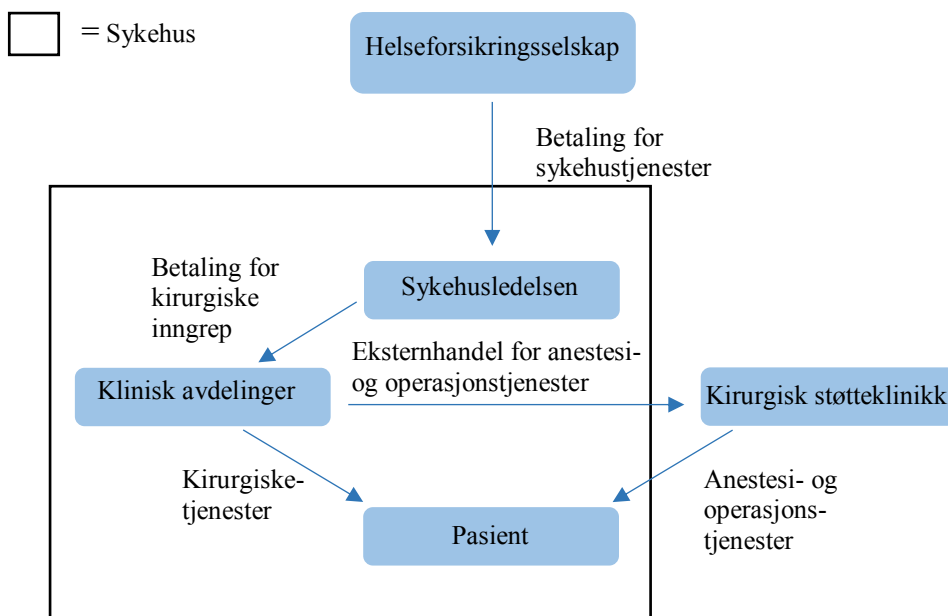 = Sykehus
Helseforsikringsselskap
Betaling for
sykehustjenester
Sykehusledelsen
Betaling for
kirurgiske
inngrep
Eksternhandel for anestesi-
og operasjonstjenester
Klinisk avdelinger
Kirurgisk støtteklinikk
Kirurgiske-
tjenester
Anestesi- og
operasjons-
tjenester
Pasient